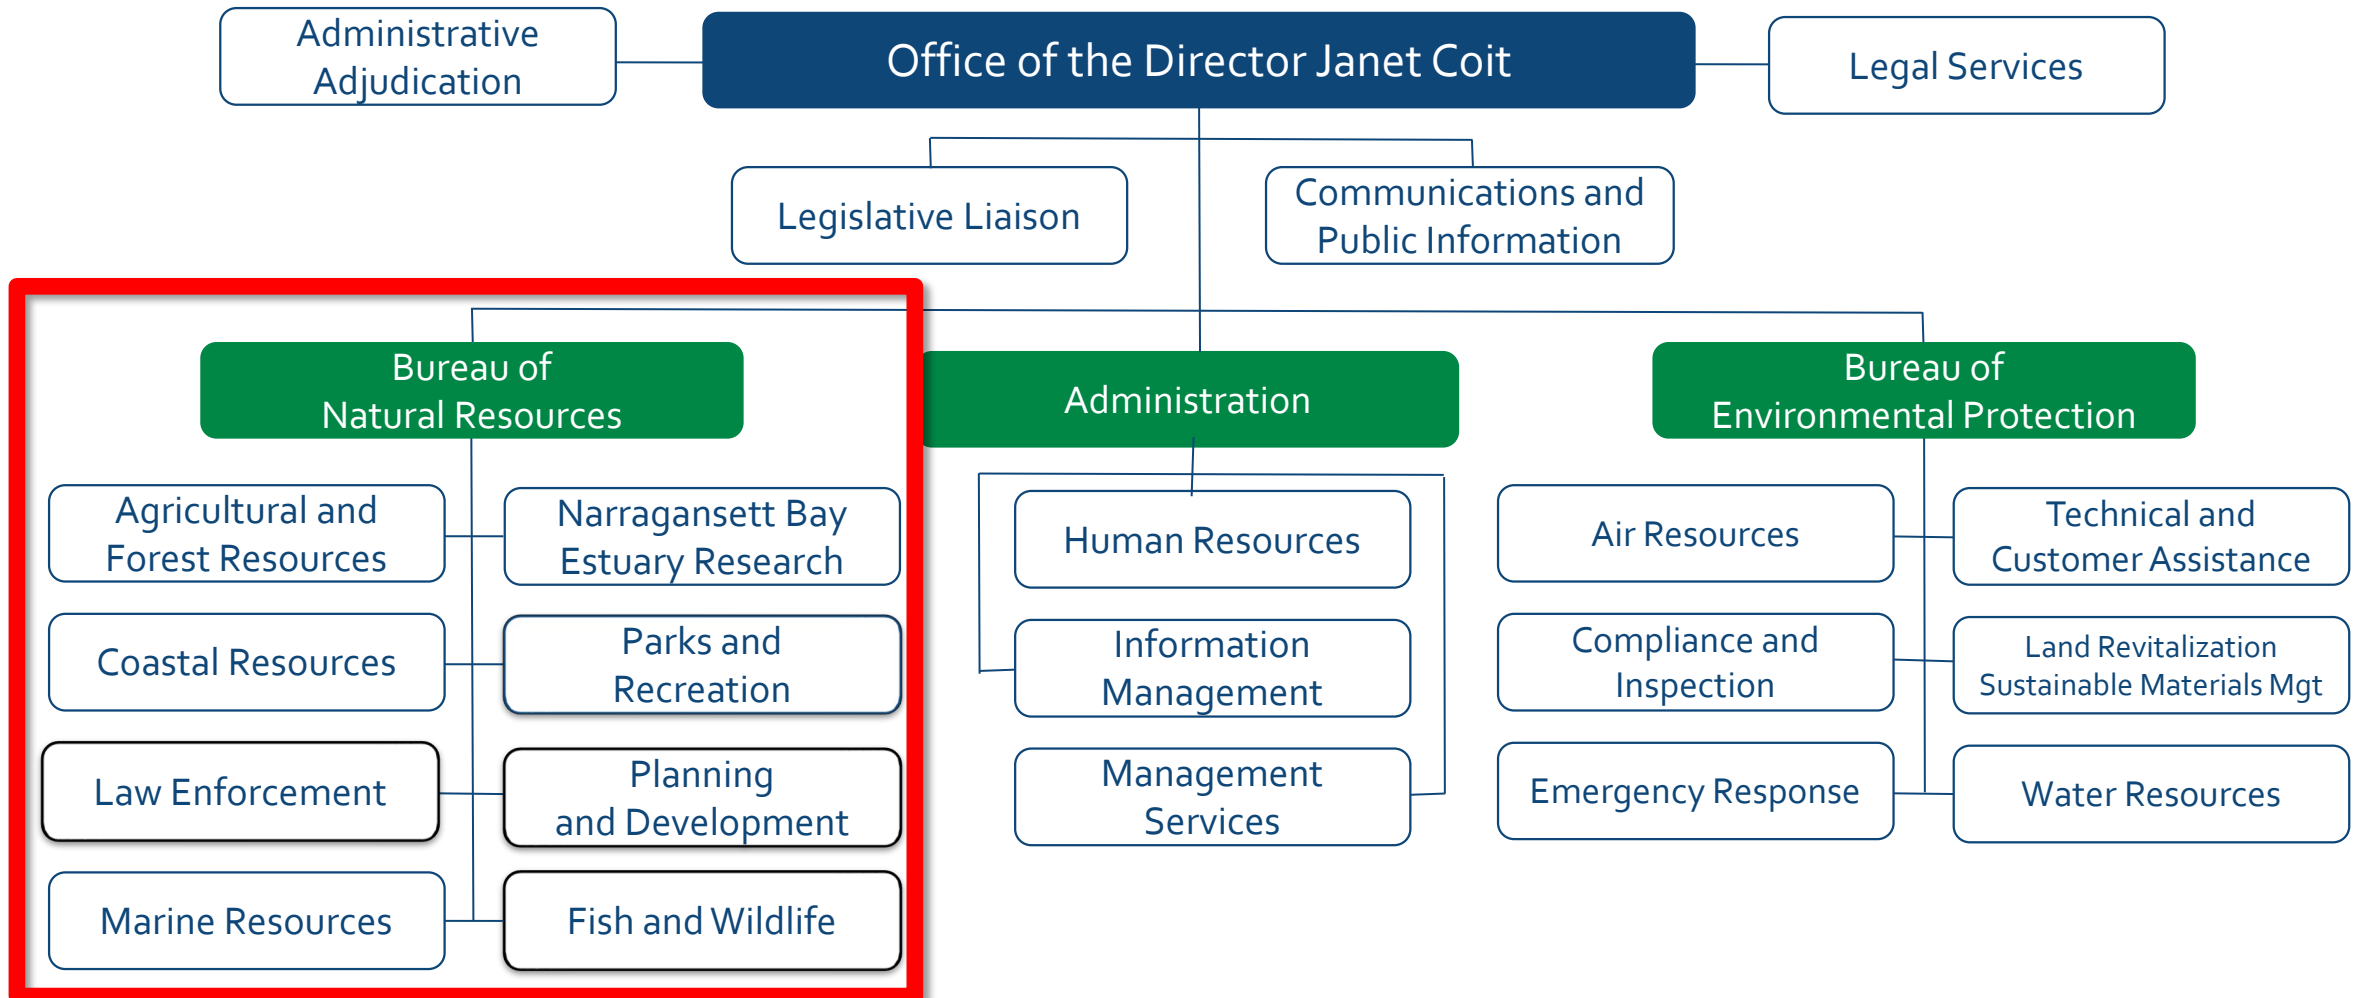 Administrative
Adjudication
Office of the Director Janet Coit
Legal Services
Legislative Liaison
Communications and
Public Information
Bureau of
Natural Resources
Administration
Bureau of
Environmental Protection
Agricultural and
Forest Resources
Narragansett Bay
Estuary Research
Coastal Resources
Parks and
Recreation
Law Enforcement
Planning
and Development
Marine Resources
Fish and Wildlife
Human Resources
Information
Management
Management
Services
Air Resources
Technical and
Customer Assistance
Compliance and
Inspection
Land Revitalization
Sustainable Materials Mgt
Emergency Response
Water Resources